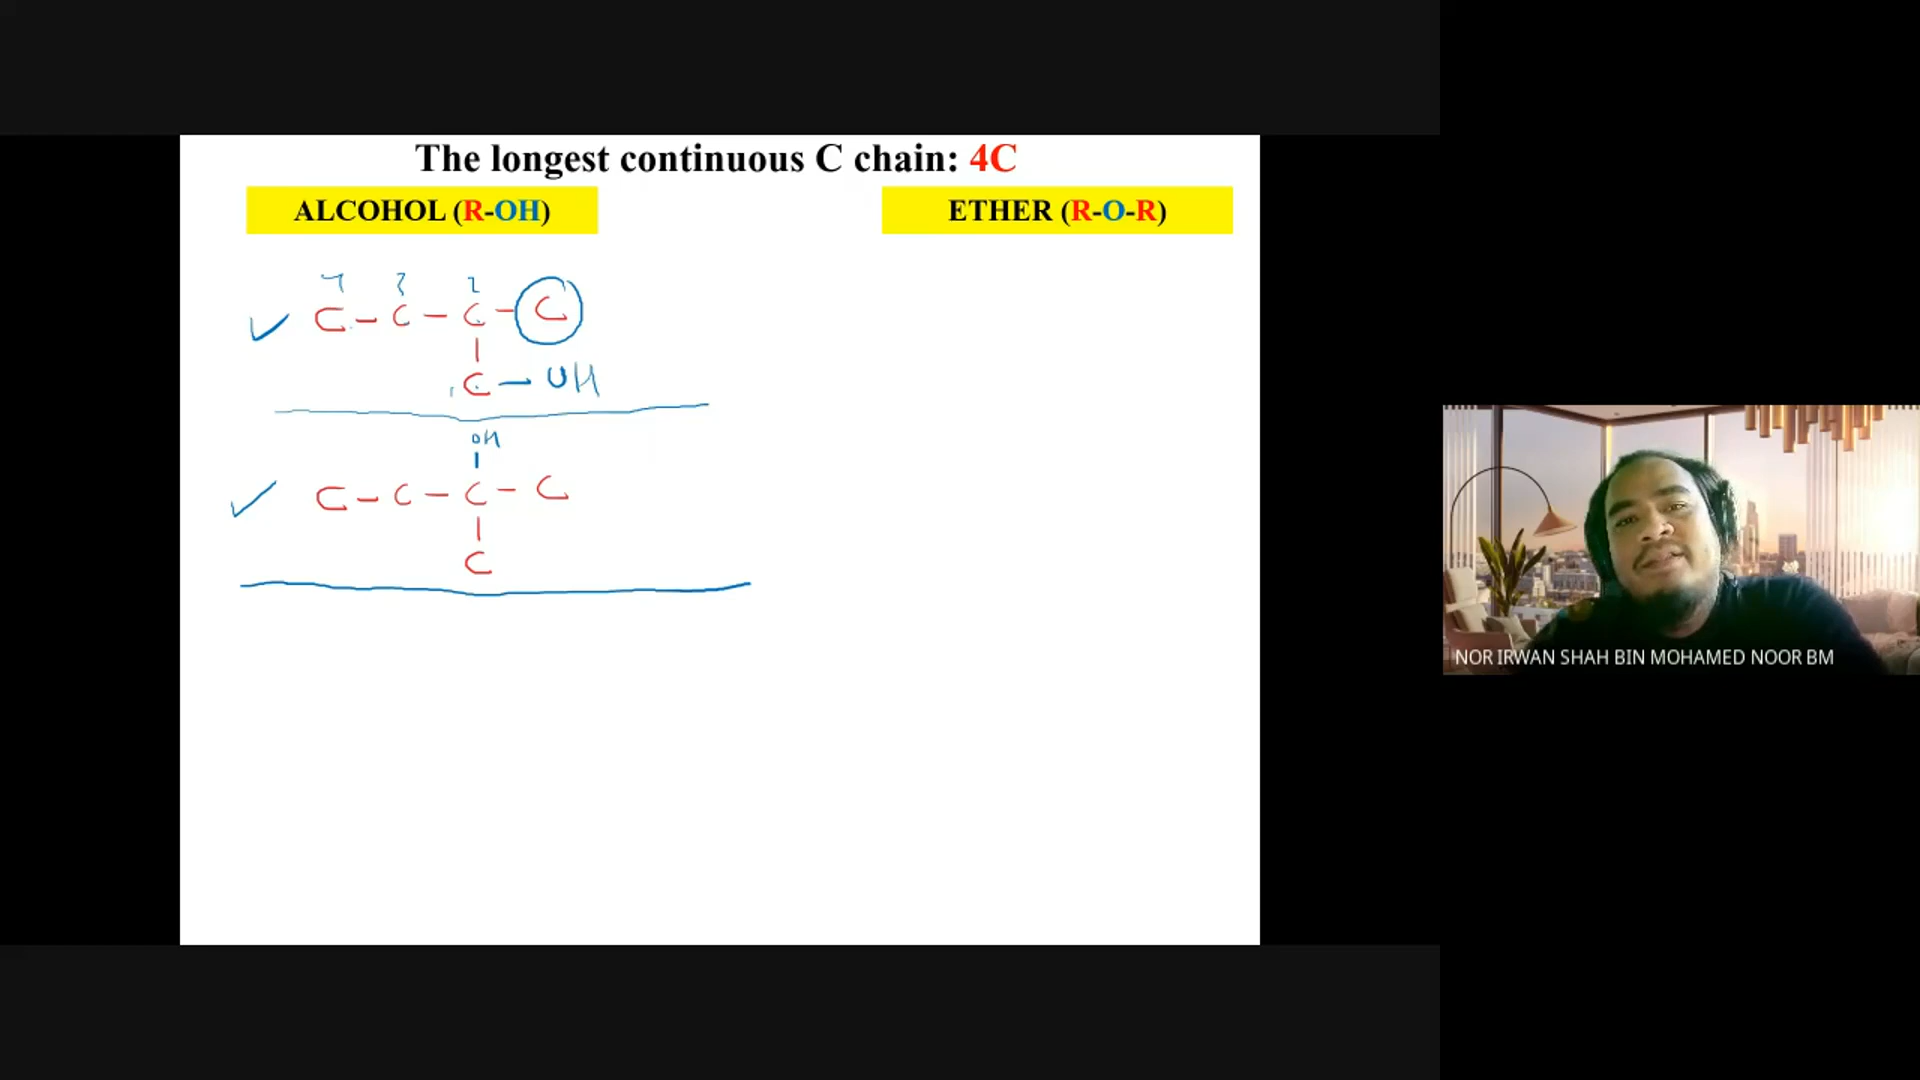 The longest continuous C chain: 4C
ALCOHOL (R-OH)
ETHER (R-O-R)
4 3 2
C - C - C - C
1 C - OH
OH
C - C - C - C
C
NOR IRWAN SHAH BIN MOHAMED NOOR BM